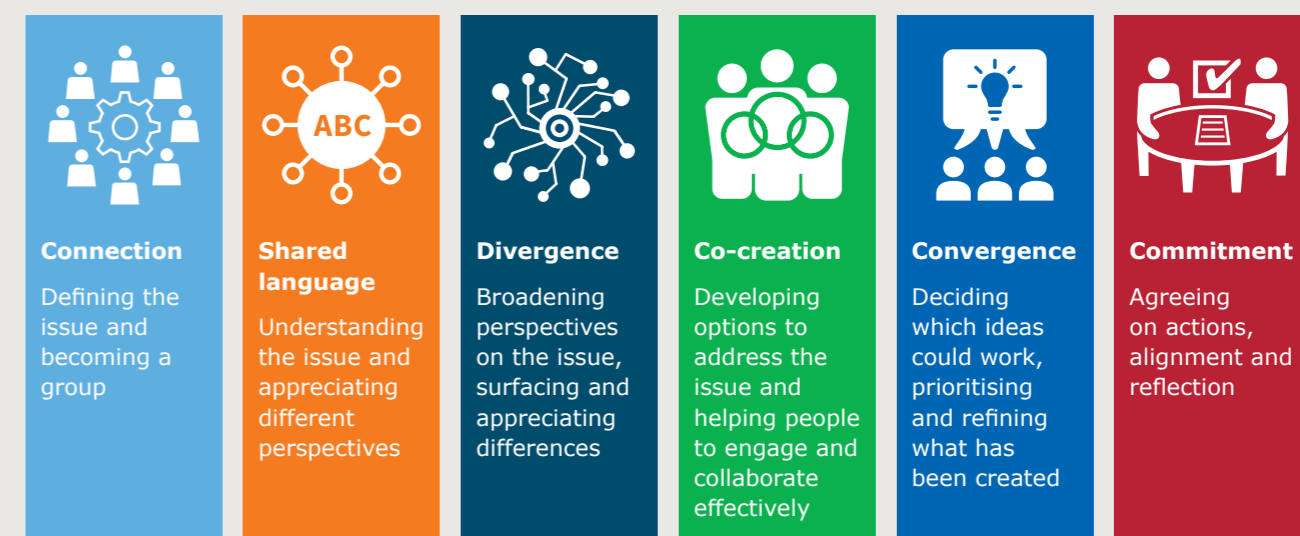 Connection
Defining the
issue and
becoming a
group
ABC
Shared
language
Understanding
the issue and
appreciating
different
perspectives
Divergence
Broadening
perspectives
on the issue,
surfacing and
appreciating
differences
Co-creation
Developing
options to
address the
issue and
helping people
to engage and
collaborate
effectively
Convergence
Deciding
which ideas
could work,
prioritising
and refining
what has
been created
Commitment
Agreeing
on actions,
alignment and
reflection